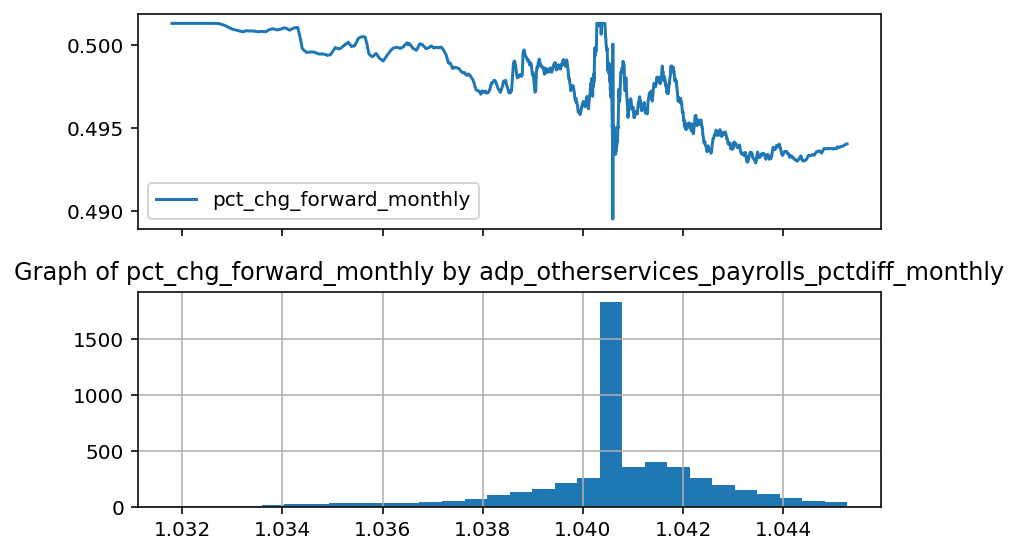 0.500
0.495
0.490
pct_chg_forward_monthly
Graph of pct_chg_forward_monthly by adp_otherservices_payrolls_pctdiff_monthly
1500
1000
500
0
1.032 1.034 1.036 1.038 1.040 1.042 1.044